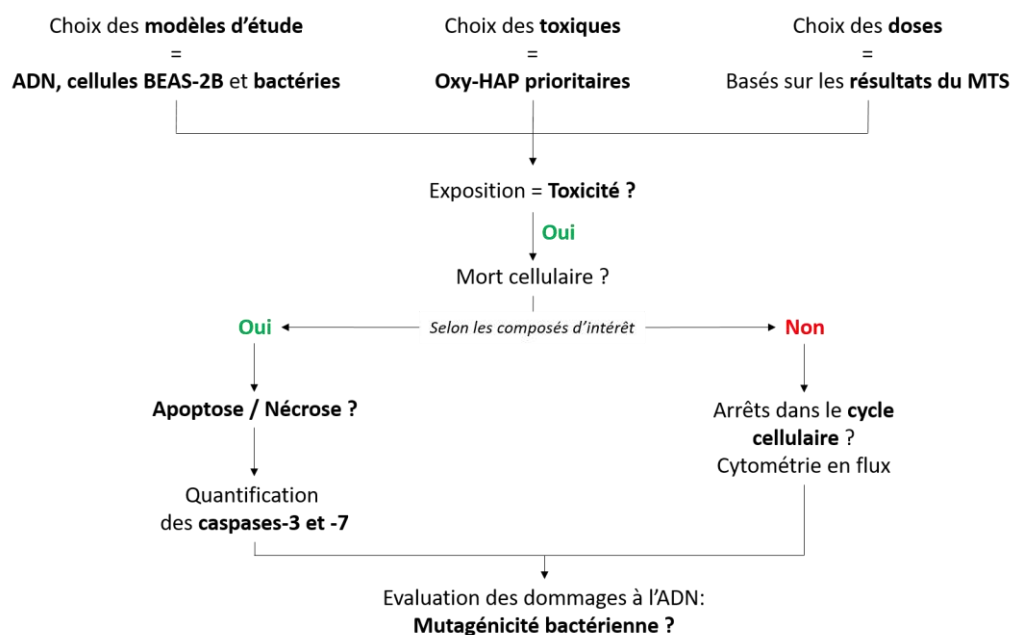 Choix des modèles d’étude
=
ADN, cellules BEAS-2B et bactéries
Choix des toxiques
=
Oxy-HAP prioritaires
Choix des doses
=
Basés sur les résultats du MTS
Exposition = Toxicité ?
Oui
Mort cellulaire ?
Oui
Selon les composés d’intérêt
Non
Apoptose / Nécrose ?
Quantification
des caspases-3 et -7
Arrêts dans le cycle
cellulaire ?
Cytométrie en flux
Evaluation des dommages à l’ADN:
Mutagénicité bactérienne ?